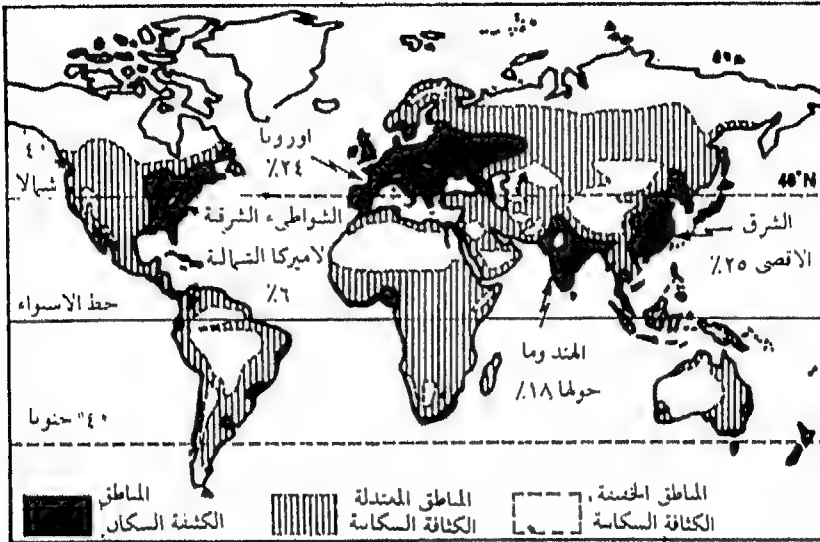 اوروبا
٢٤٪
٤٠°
شمالا
40°N
الشواطىء الشرقية
لاميركا الشمالية
٦٪
الشرق
الاقصى ٢٥٪
خط الاستواء
الهند وما
حولها ١٨٪
٤٠° جنوبا
المناطق
الكثيفة السكان
المناطق المعتدلة
الكثافة السكانية
المناطق الخفيفة
الكثافة السكانية